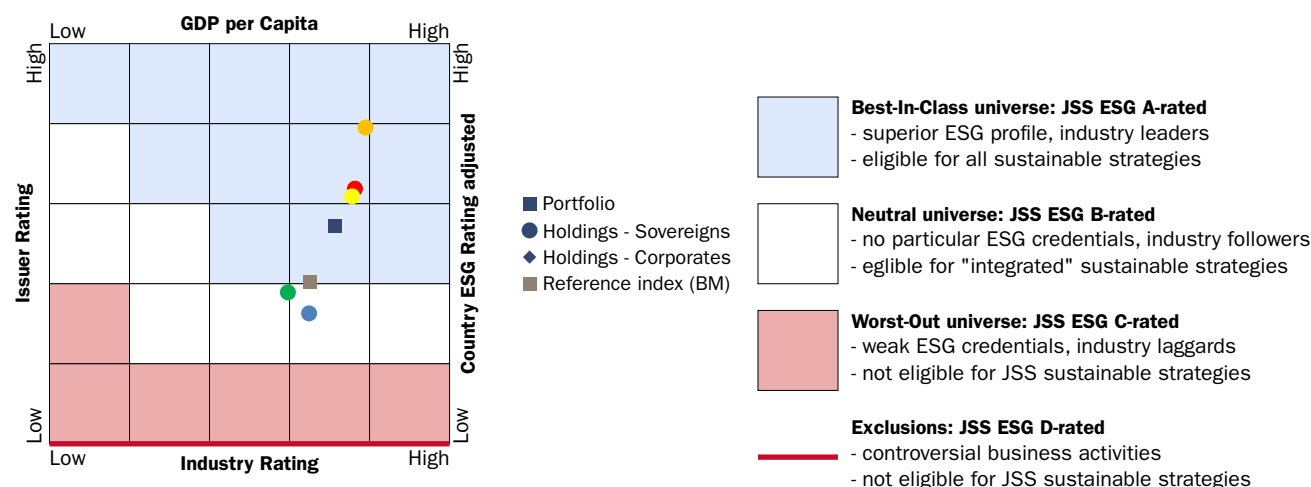 GDP per Capita
Low
High
High
High
Issuer Rating
Country ESG Rating adjusted
Low
Low
Low
High
Industry Rating
Portfolio
Holdings - Sovereigns
Holdings - Corporates
Reference index (BM)
Best-In-Class universe: JSS ESG A-rated
- superior ESG profile, industry leaders
- eligible for all sustainable strategies
Neutral universe: JSS ESG B-rated
- no particular ESG credentials, industry followers
- eglible for "integrated" sustainable strategies
Worst-Out universe: JSS ESG C-rated
- weak ESG credentials, industry laggards
- not eligible for JSS sustainable strategies
Exclusions: JSS ESG D-rated
- controversial business activities
- not eligible for JSS sustainable strategies